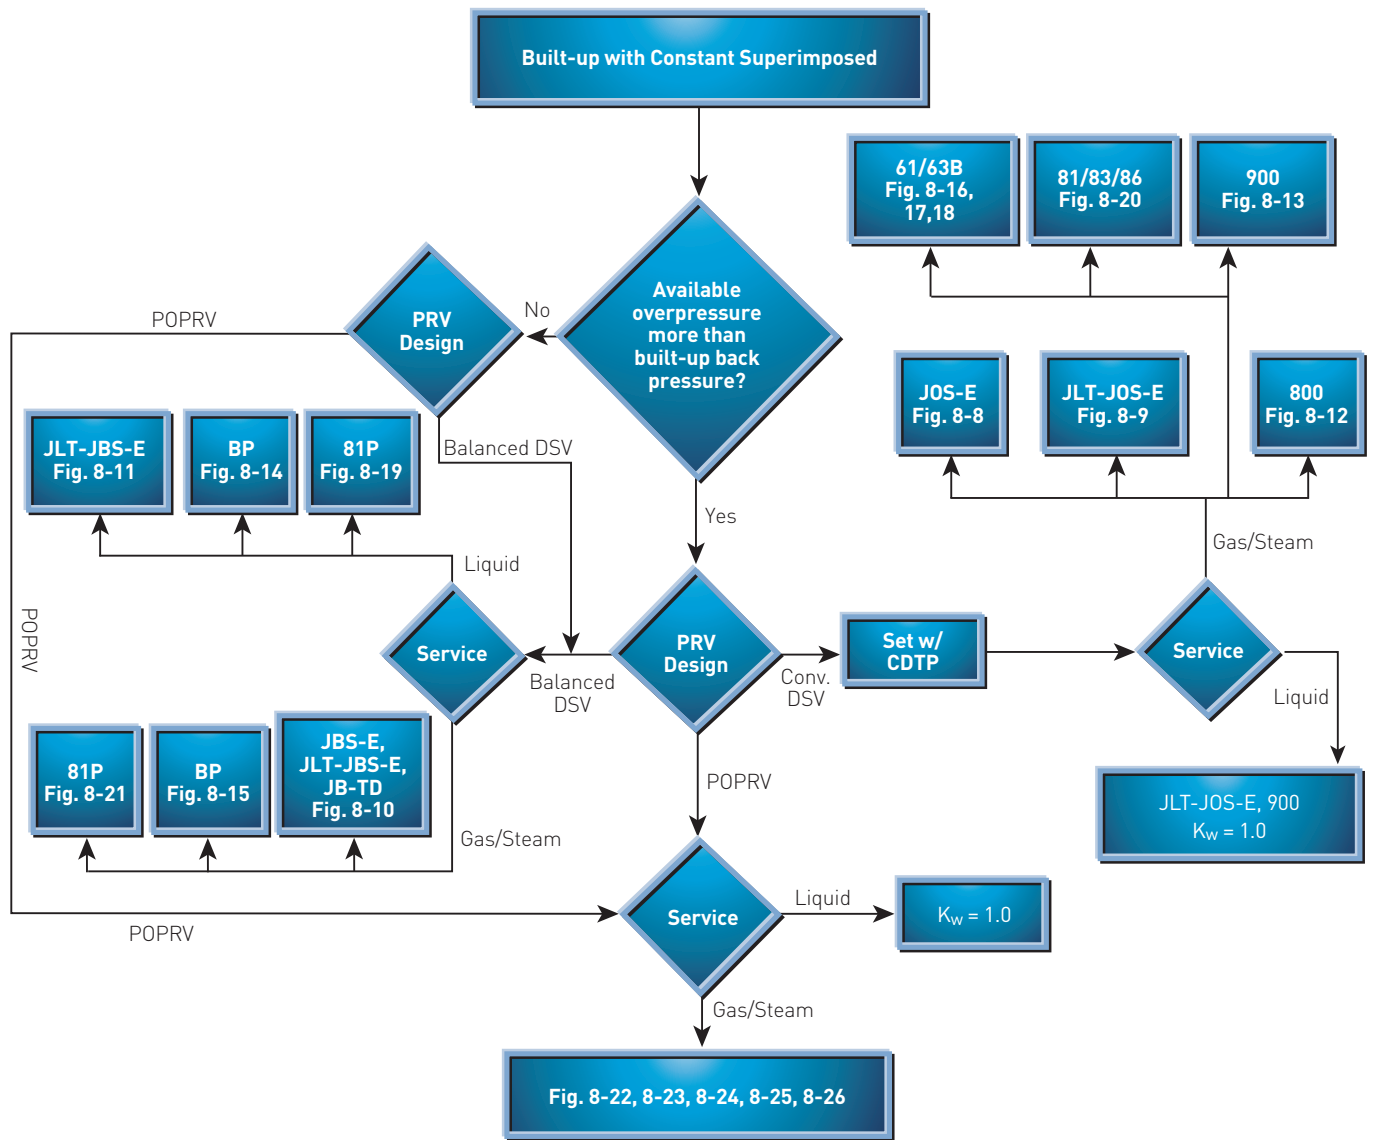 Built-up with Constant Superimposed
61/63B
Fig. 8-16,
17,18
81/83/86
Fig. 8-20
900
Fig. 8-13
Available
overpressure
more than
built-up back
pressure?
No
PRV
Design
POPRV
JOS-E
Fig. 8-8
JLT-JOS-E
Fig. 8-9
800
Fig. 8-12
JLT-JBS-E
Fig. 8-11
BP
Fig. 8-14
81P
Fig. 8-19
Balanced DSV
Yes
Gas/Steam
Liquid
POPRV
Service
Balanced
DSV
PRV
Design
Conv.
DSV
Set w/
CDTP
Service
Liquid
81P
Fig. 8-21
BP
Fig. 8-15
JBS-E,
JLT-JBS-E,
JB-TD
Fig. 8-10
Gas/Steam
POPRV
JLT-JOS-E, 900
Kw = 1.0
POPRV
Service
Liquid
Kw = 1.0
Gas/Steam
Fig. 8-22, 8-23, 8-24, 8-25, 8-26